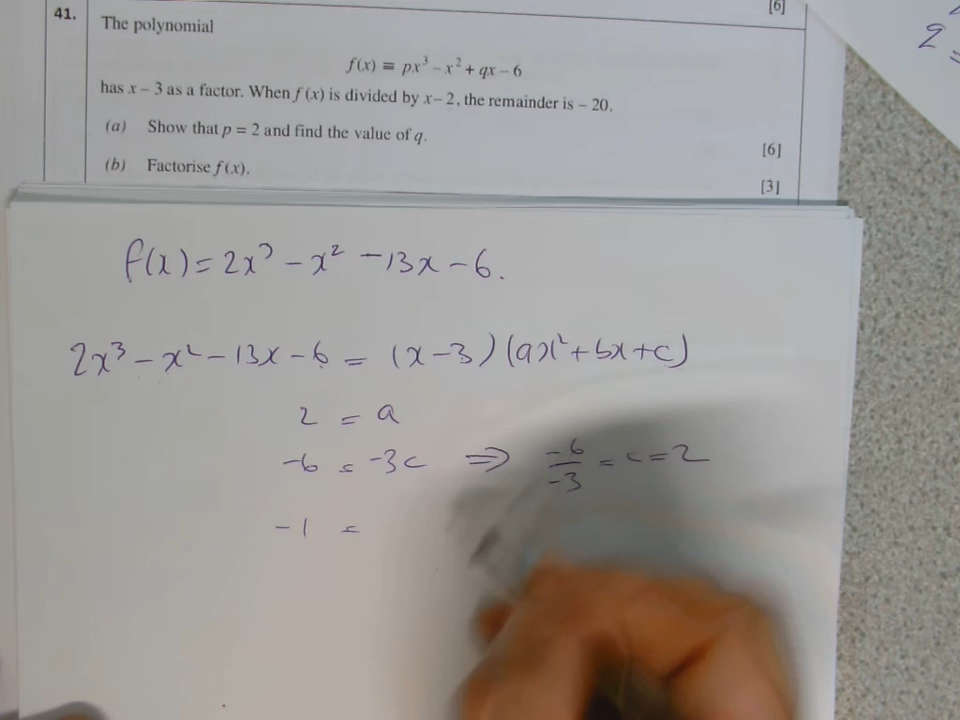 [6]
41. The polynomial
f(x) ≡ px³ – x² + qx – 6
has x – 3 as a factor. When f (x) is divided by x – 2, the remainder is – 20.
(a) Show that p = 2 and find the value of q.
[6]
(b) Factorise f (x).
[3]
2 =
f(x) = 2x³ – x² – 13x – 6.
2x³ – x² – 13x – 6 = (x – 3)(ax² + bx + c)
2 = a
-6 = -3c ⇒ -6/-3 = c = 2
-1 =